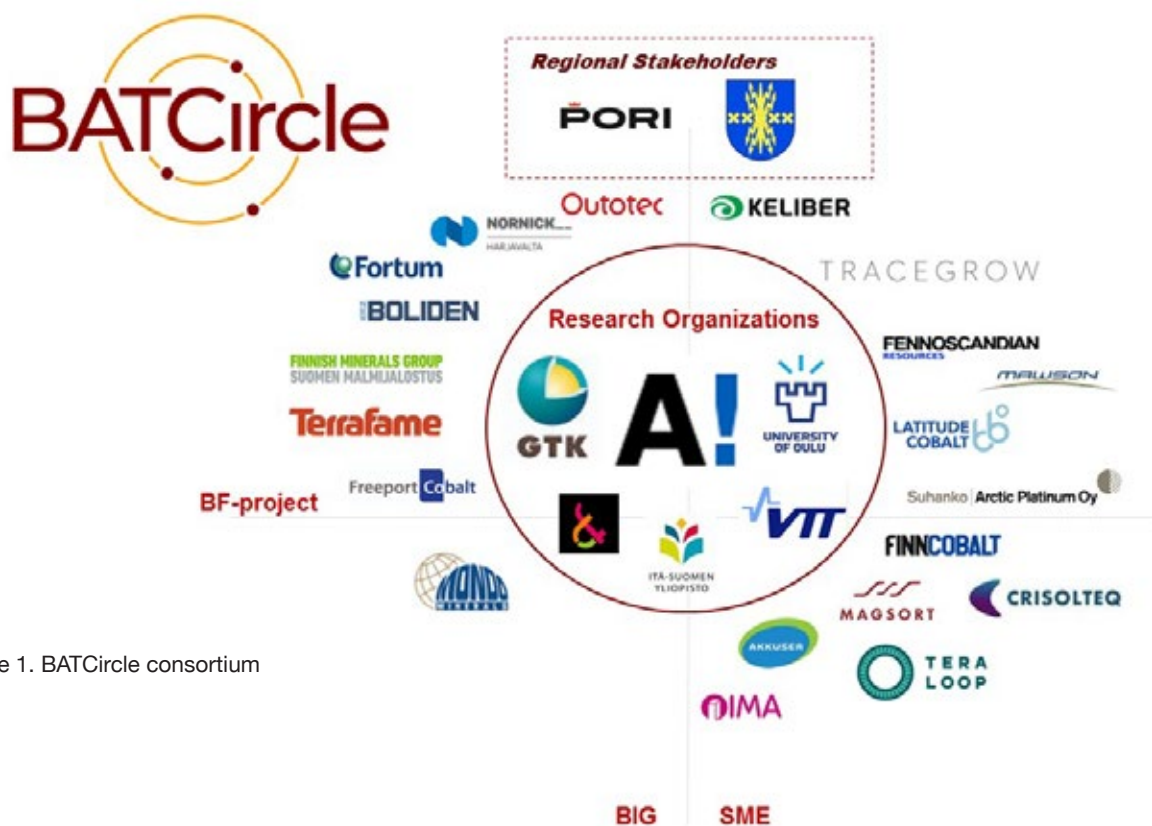 BATCircle
Regional Stakeholders
PORI
Outotec
KELIBER
NORNICK
HARJAVALTA
Fortum
TRACEGROW
BOLIDEN
Research Organizations
FENNOSCANDIAN
RESOURCES
FINNISH MINERALS GROUP
SUOMEN MALMIJALOSTUS
MAWSON
Terrafame
GTK
A!
UNIVERSITY
OF OULU
LATITUDE
COBALT
Freeport Cobalt
BF-project
Suhanko Arctic Platinum Oy
&
VTT
ITÄ-SUOMEN
YLIOPISTO
FINNCOBALT
MONDO
MINERALS
MAGSORT
CRISOLTEQ
AKKUSER
TERA
LOOP
e 1. BATCircle consortium
IMA
BIG
SME